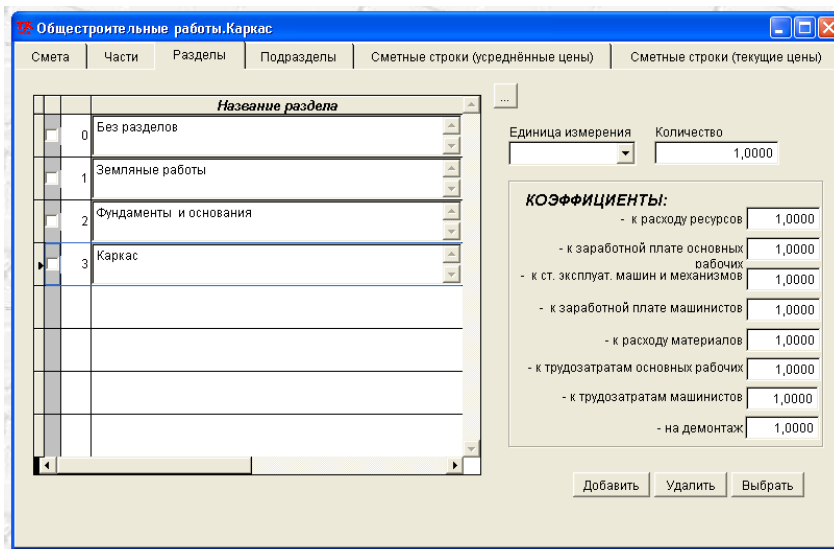 Общестроительные работы.Каркас
Смета Части Разделы Подразделы Сметные строки (усреднённые цены) Сметные строки (текущие цены)
Название раздела
0 Без разделов
1 Земляные работы
2 Фундаменты и основания
3 Каркас
...
Единица измерения Количество
1,0000
КОЭФФИЦИЕНТЫ:
- к расходу ресурсов 1,0000
- к заработной плате основных рабочих 1,0000
- к ст. эксплуат. машин и механизмов 1,0000
- к заработной плате машинистов 1,0000
- к расходу материалов 1,0000
- к трудозатратам основных рабочих 1,0000
- к трудозатратам машинистов 1,0000
- на демонтаж 1,0000
Добавить Удалить Выбрать